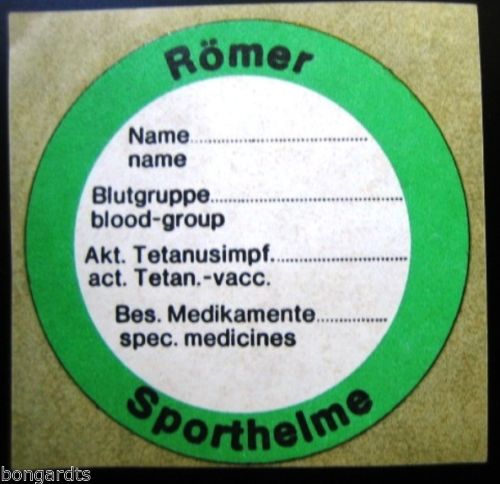 Römer
Name....................................
name
Blutgruppe.............................................
blood-group
Akt. Tetanusimpf................................
act. Tetan.-vacc.
Bes. Medikamente.................
spec. medicines
Sporthelme
bongardts